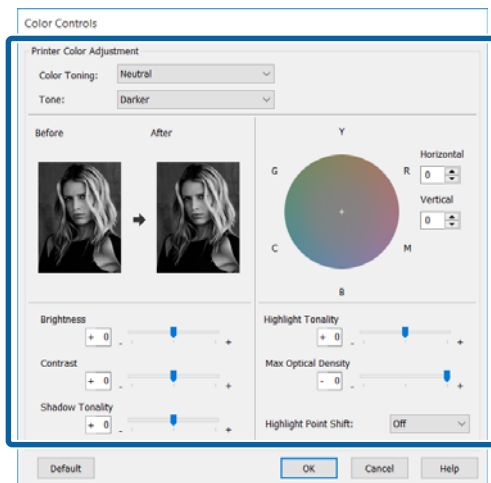 Color Controls
Printer Color Adjustment
Color Toning: Neutral
Tone: Darker
Before After
Y
G R
C M
B
Horizontal
0
Vertical
0
Brightness
+ 0 - +
Contrast
+ 0 - +
Shadow Tonality
+ 0 - +
Highlight Tonality
+ 0 - +
Max Optical Density
- 0 - +
Highlight Point Shift: Off
Default OK Cancel Help